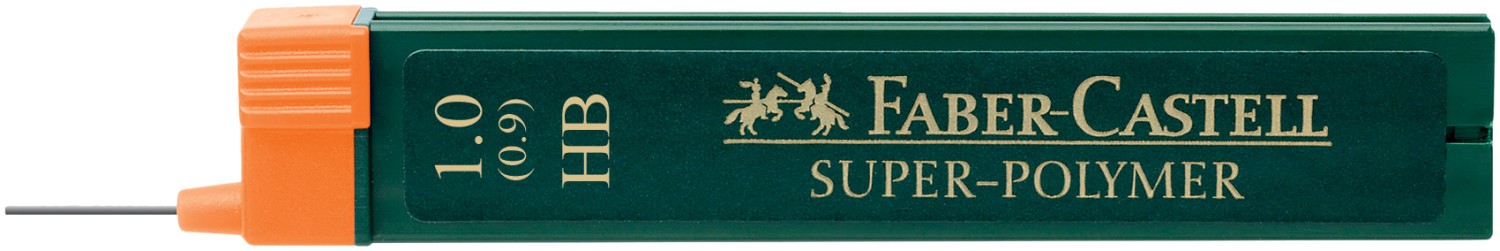 1.0
(0.9)
HB
FABER-CASTELL
SUPER-POLYMER